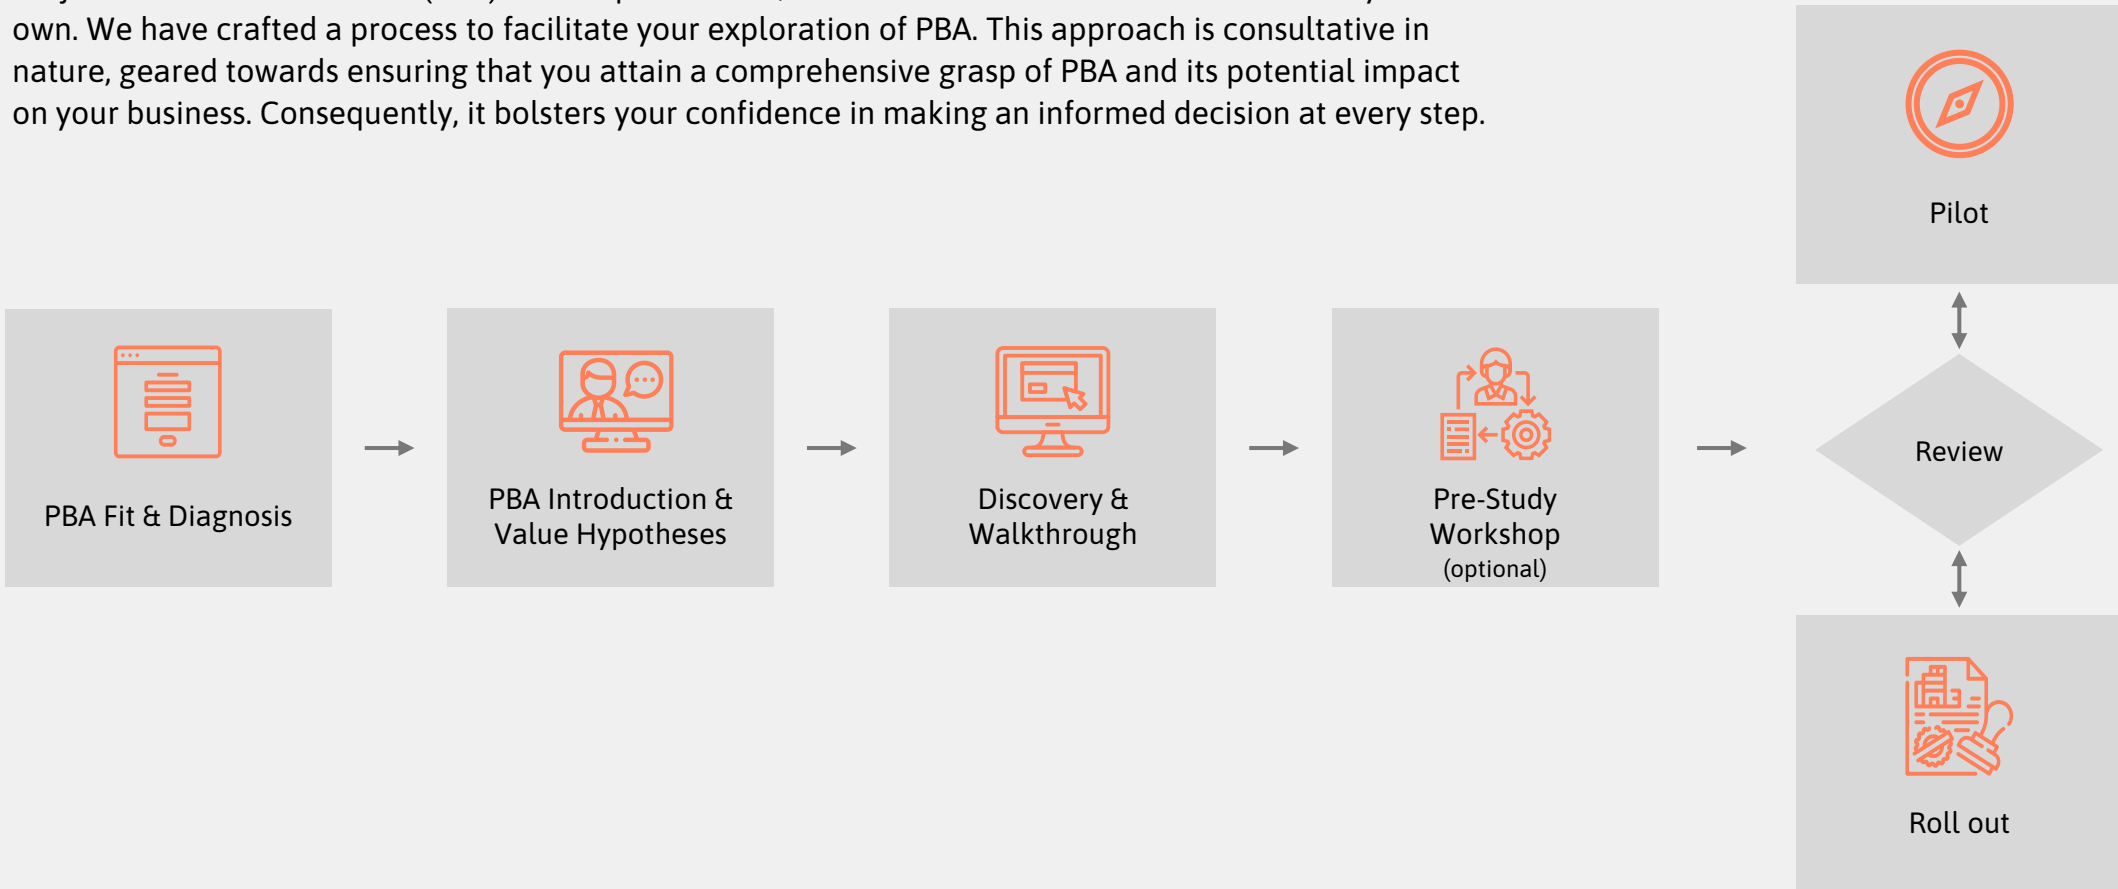 own. We have crafted a process to facilitate your exploration of PBA. This approach is consultative in
nature, geared towards ensuring that you attain a comprehensive grasp of PBA and its potential impact
on your business. Consequently, it bolsters your confidence in making an informed decision at every step.
Pilot
PBA Fit & Diagnosis
PBA Introduction &
Value Hypotheses
Discovery &
Walkthrough
Pre-Study
Workshop
(optional)
Review
Roll out